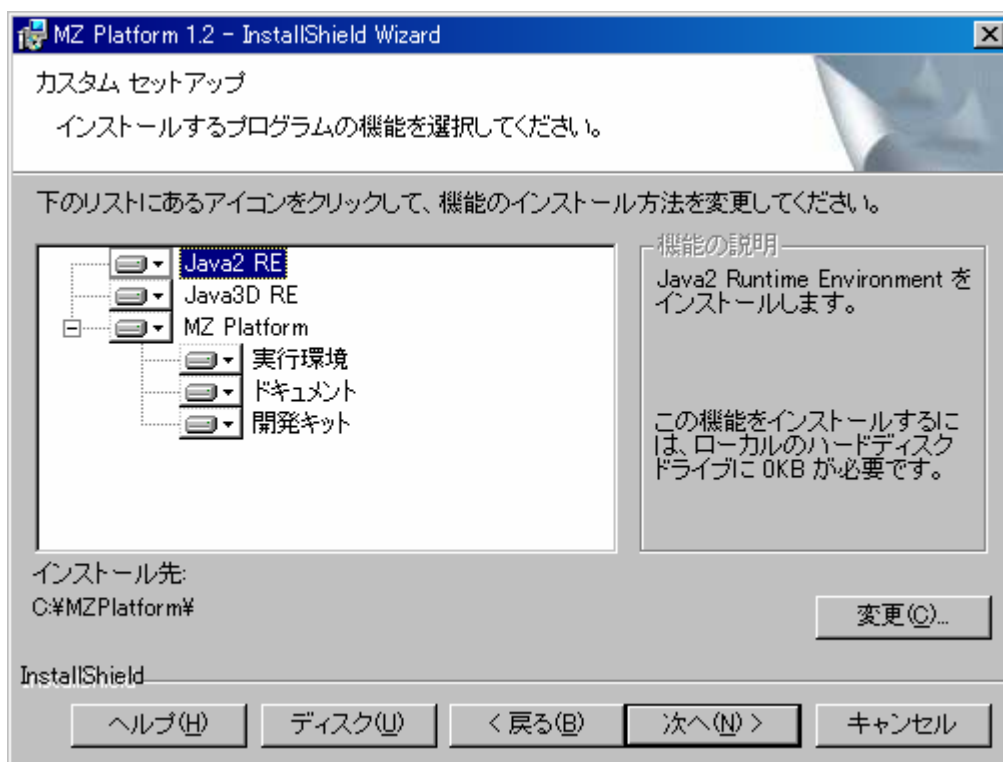 MZ Platform 1.2 - InstallShield Wizard
カスタム セットアップ
インストールするプログラムの機能を選択してください。
下のリストにあるアイコンをクリックして、機能のインストール方法を変更してください。
Java2 RE
Java3D RE
MZ Platform
実行環境
ドキュメント
開発キット
機能の説明
Java2 Runtime Environment を
インストールします。
この機能をインストールするに
は、ローカルのハードディスク
ドライブに 0KB が必要です。
インストール先:
C:¥MZPlatform¥
変更(C)...
InstallShield
ヘルプ(H)
ディスク(U)
< 戻る(B)
次へ(N) >
キャンセル